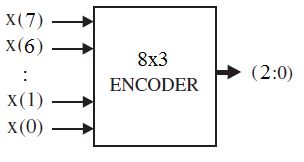 X(7)
X(6)
:
X(1)
X(0)
8x3
ENCODER
(2:0)